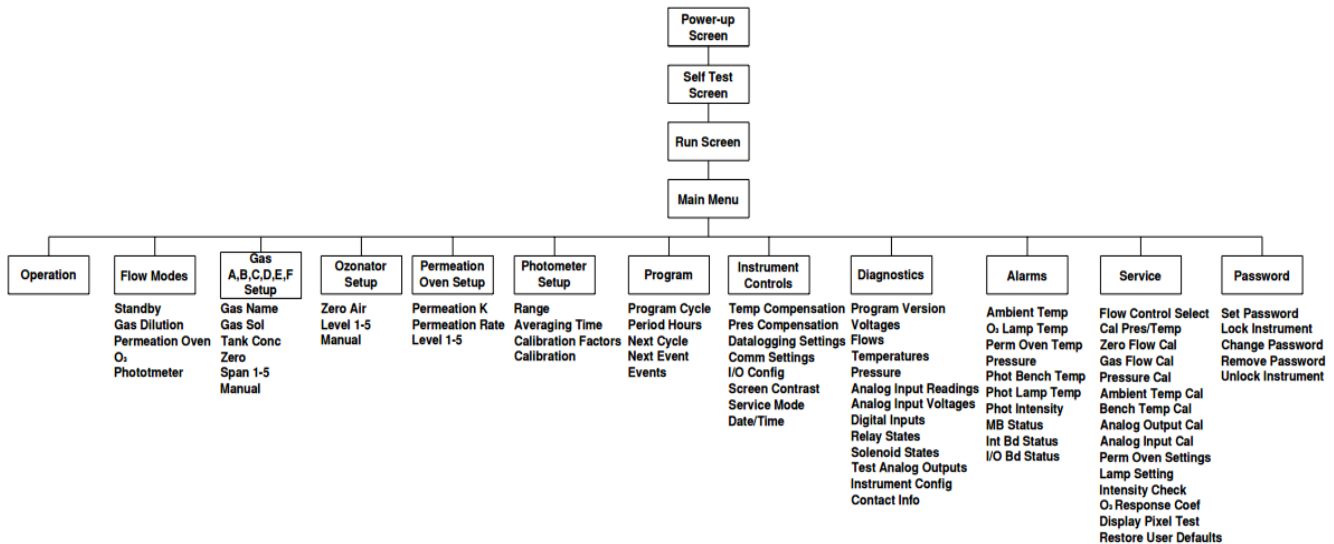 Power-up
Screen
Self Test
Screen
Run Screen
Main Menu
Operation
Flow Modes
Standby
Gas Dilution
Permeation Oven
O₃
Phototmeter
Gas
A,B,C,D,E,F
Setup
Gas Name
Gas Sol
Tank Conc
Zero
Span 1-5
Manual
Ozonator
Setup
Zero Air
Level 1-5
Manual
Permeation
Oven Setup
Permeation K
Permeation Rate
Level 1-5
Photometer
Setup
Range
Averaging Time
Calibration Factors
Calibration
Program
Program Cycle
Period Hours
Next Cycle
Next Event
Events
Instrument
Controls
Temp Compensation
Pres Compensation
Datalogging Settings
Comm Settings
I/O Config
Screen Contrast
Service Mode
Date/Time
Diagnostics
Program Version
Voltages
Flows
Temperatures
Pressure
Analog Input Readings
Analog Input Voltages
Digital Inputs
Relay States
Solenoid States
Test Analog Outputs
Instrument Config
Contact Info
Alarms
Ambient Temp
O₃ Lamp Temp
Perm Oven Temp
Pressure
Phot Bench Temp
Phot Lamp Temp
Phot Intensity
MB Status
Int Bd Status
I/O Bd Status
Service
Flow Control Select
Cal Pres/Temp
Zero Flow Cal
Gas Flow Cal
Pressure Cal
Ambient Temp Cal
Bench Temp Cal
Analog Output Cal
Analog Input Cal
Perm Oven Settings
Lamp Setting
Intensity Check
O₃ Response Coef
Display Pixel Test
Restore User Defaults
Password
Set Password
Lock Instrument
Change Password
Remove Password
Unlock Instrument